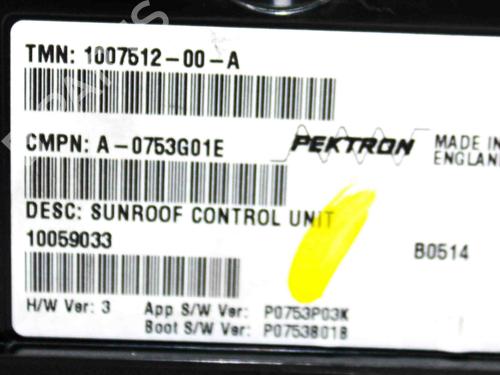 TMN: 1007512-00-A
CMPN: A-0753G01E
PEKTRON
MADE IN
ENGLAND
DESC: SUNROOF CONTROL UNIT
10059033
B0514
H/W Ver: 3
App S/W Ver: P0753P03K
Boot S/W Ver: P0753B018